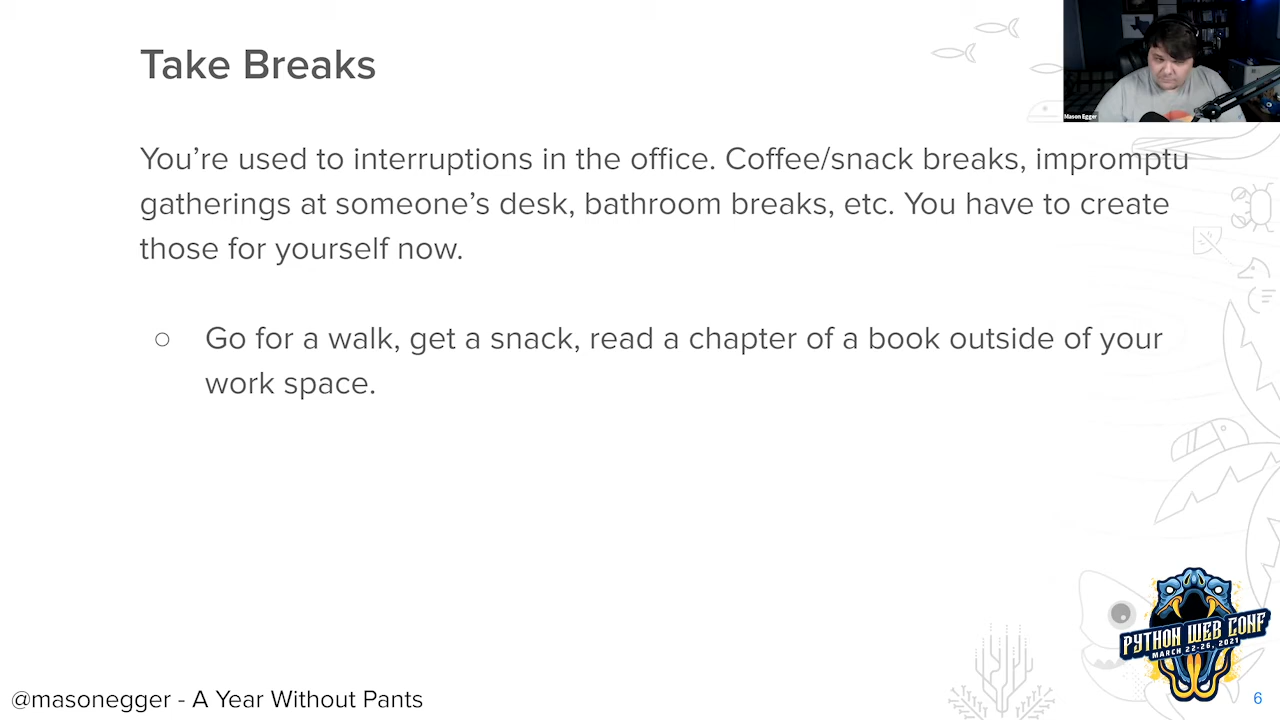 Take Breaks
Mason Egger
You’re used to interruptions in the office. Coffee/snack breaks, impromptu
gatherings at someone’s desk, bathroom breaks, etc. You have to create
those for yourself now.
○ Go for a walk, get a snack, read a chapter of a book outside of your
work space.
PYTHON WEB CONF
MARCH 22-26, 2021
@masonegger - A Year Without Pants
6